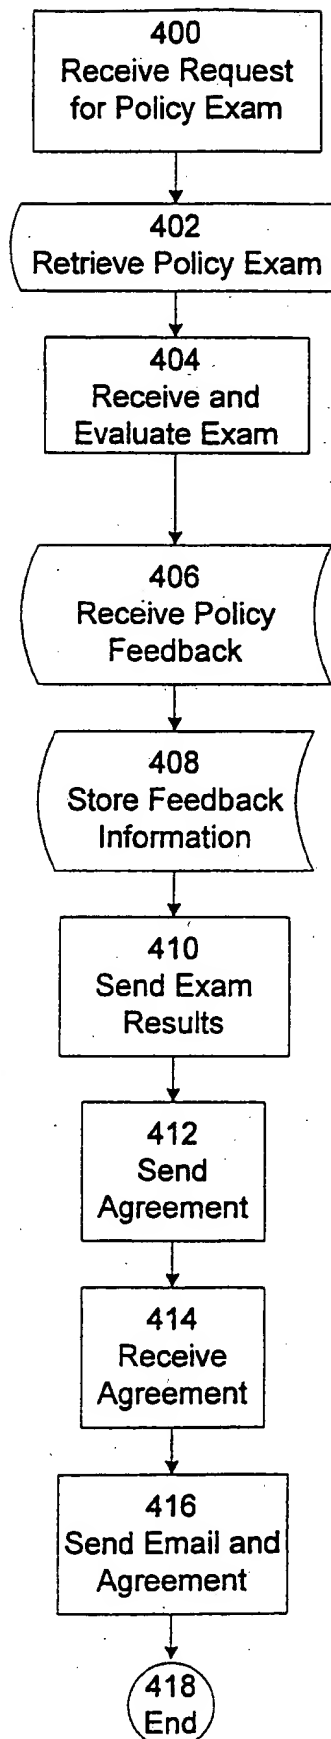 400
Receive Request
for Policy Exam
402
Retrieve Policy Exam
404
Receive and
Evaluate Exam
406
Receive Policy
Feedback
408
Store Feedback
Information
410
Send Exam
Results
412
Send
Agreement
414
Receive
Agreement
416
Send Email and
Agreement
418
End